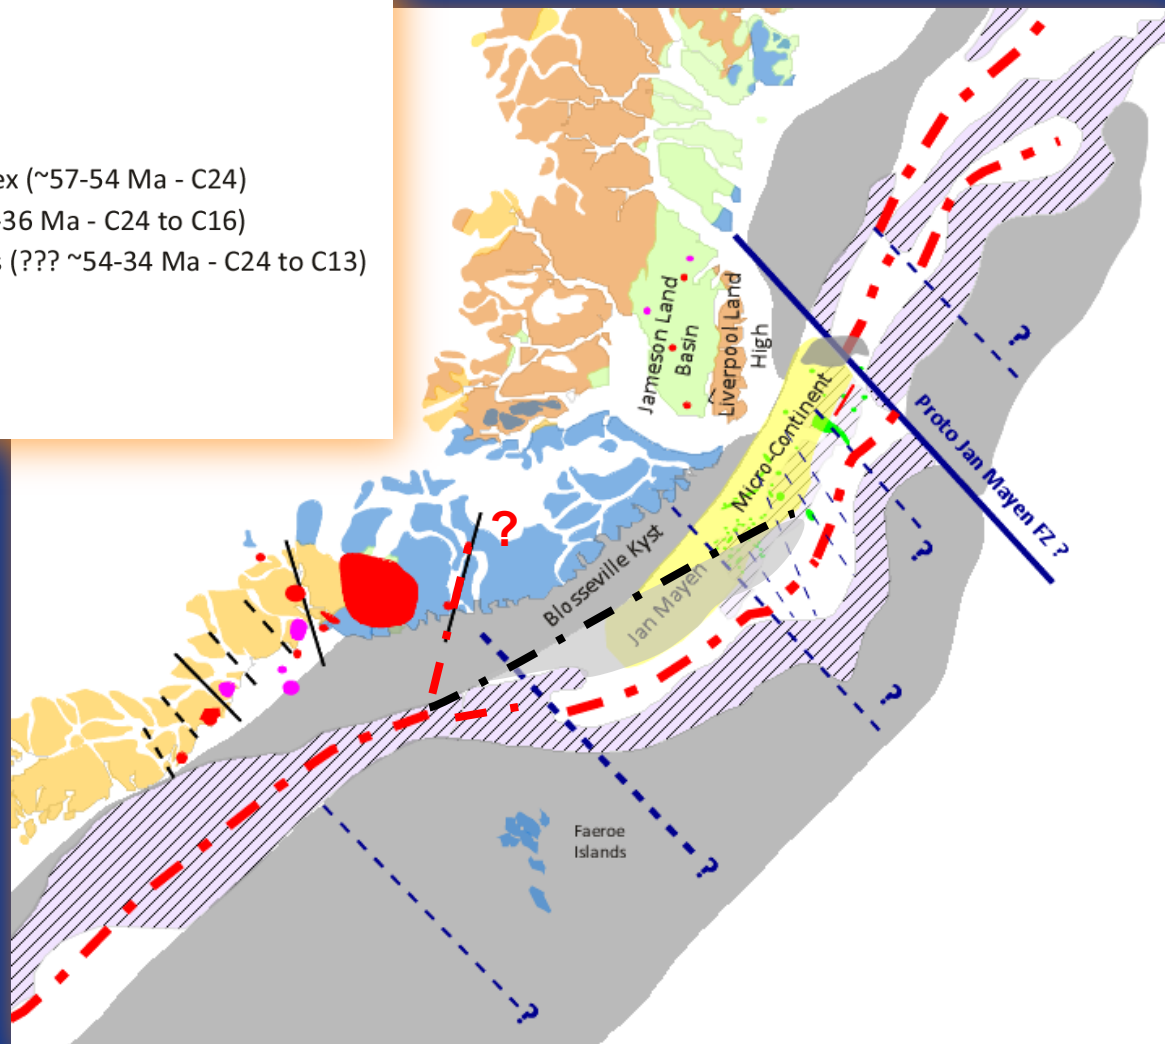 ex (~57-54 Ma - C24)
-36 Ma - C24 to C16)
s (??? ~54-34 Ma - C24 to C13)
Jameson Land
Basin
Liverpool Land
High
?
Micro-Continent
Proto Jan Mayen FZ ?
?
?
Blosseville Kyst
Jan Mayen
?
Faeroe
Islands
?
?